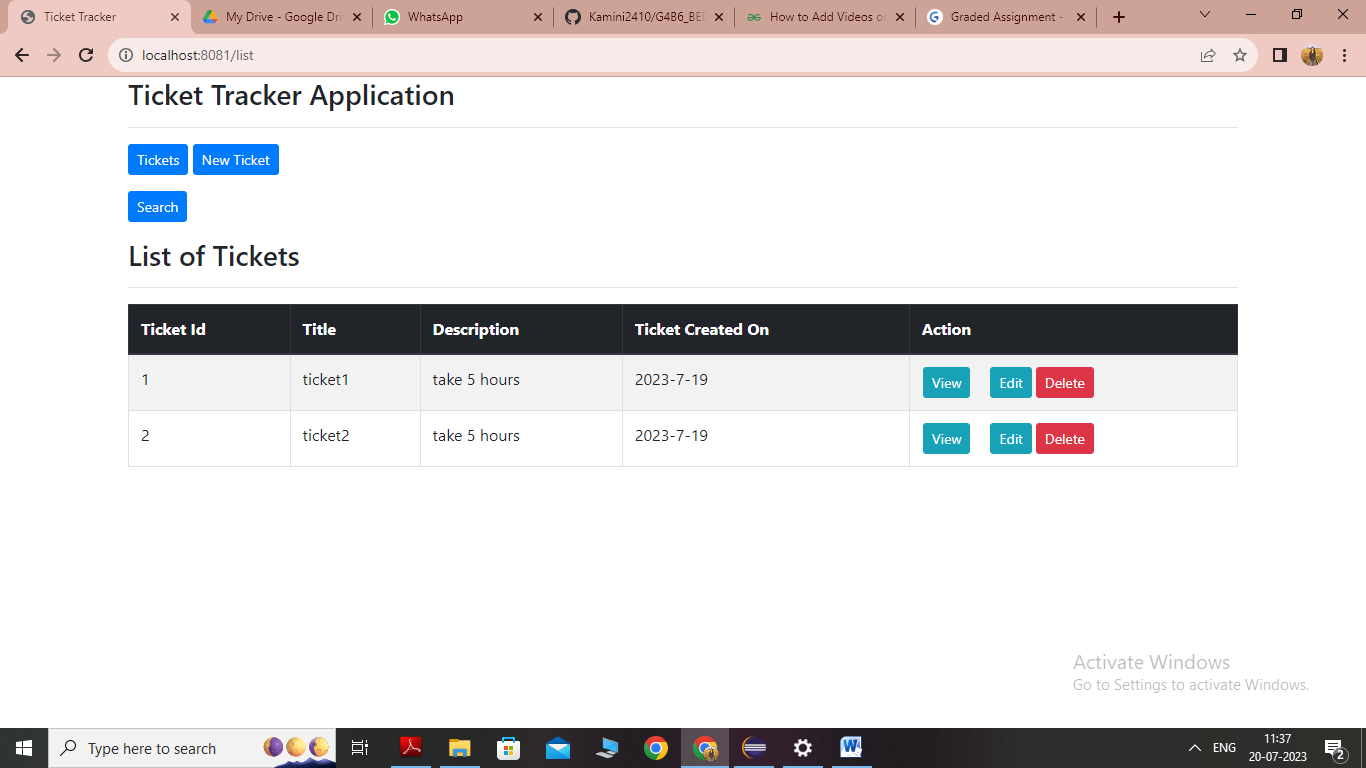 Ticket Tracker
My Drive - Google Dri
WhatsApp
Kamini2410/G4B6_BED
How to Add Videos or
Graded Assignment -
localhost:8081/list
Ticket Tracker Application
Tickets New Ticket
Search
List of Tickets
Ticket Id Title Description Ticket Created On Action
1 ticket1 take 5 hours 2023-7-19 View Edit Delete
2 ticket2 take 5 hours 2023-7-19 View Edit Delete
Activate Windows
Go to Settings to activate Windows.
Type here to search
ENG
11:37
20-07-2023
2